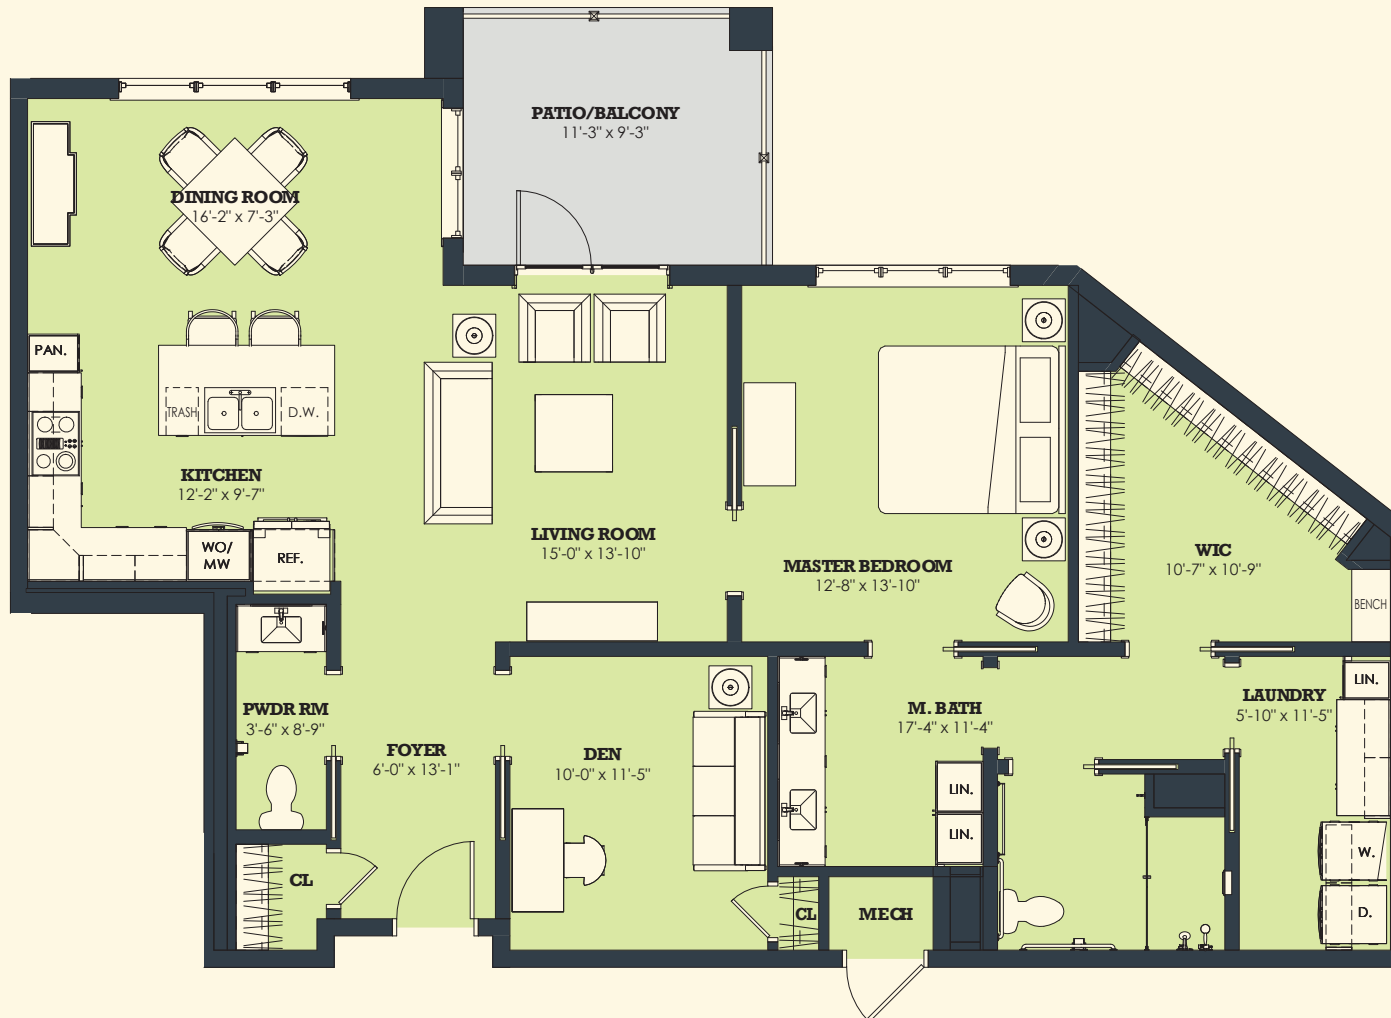 PATIO/BALCONY
11'-3" x 9'-3"
DINING ROOM
16'-2" x 7'-3"
PAN.
TRASH
D.W.
KITCHEN
12'-2" x 9'-7"
WO/
MW
REF.
LIVING ROOM
15'-0" x 13'-10"
MASTER BEDROOM
12'-8" x 13'-10"
WIC
10'-7" x 10'-9"
BENCH
PWDR RM
3'-6" x 8'-9"
FOYER
6'-0" x 13'-1"
DEN
10'-0" x 11'-5"
M. BATH
17'-4" x 11'-4"
LAUNDRY
5'-10" x 11'-5"
LIN.
LIN.
LIN.
W.
D.
CL
CL
MECH